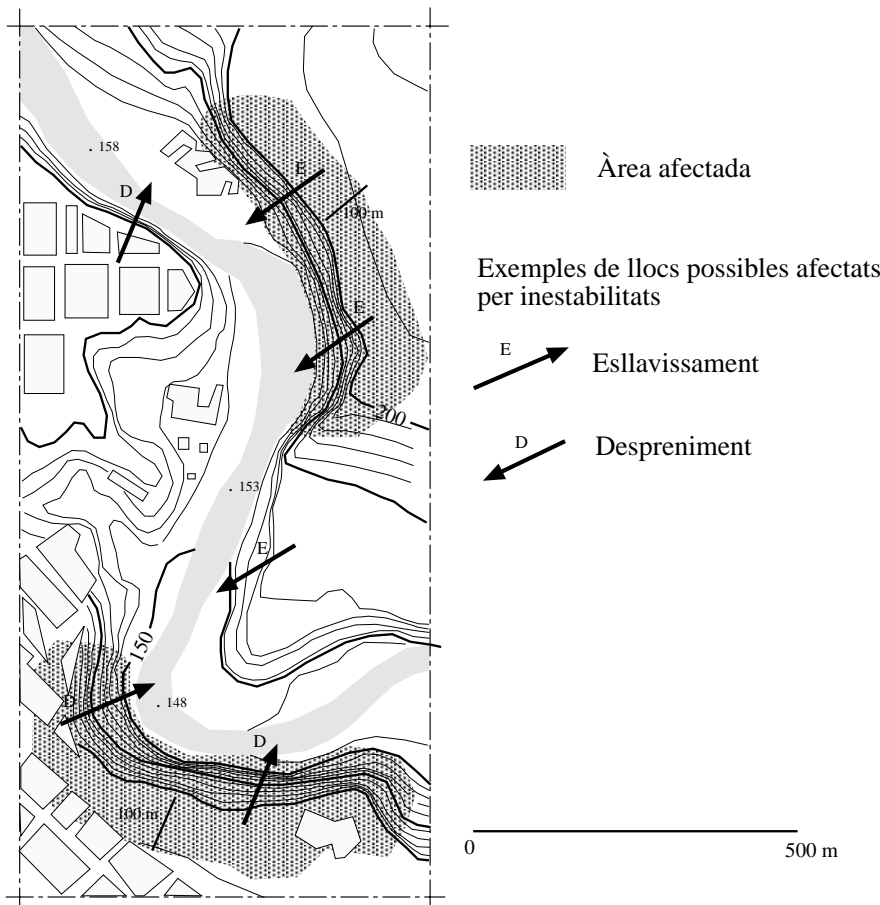 . 158
D
E
100 m
E
200
. 153
E
150
D
. 148
D
100 m
Àrea afectada
Exemples de llocs possibles afectats
per inestabilitats
E
Esllavissament
D
Despreniment
0
500 m